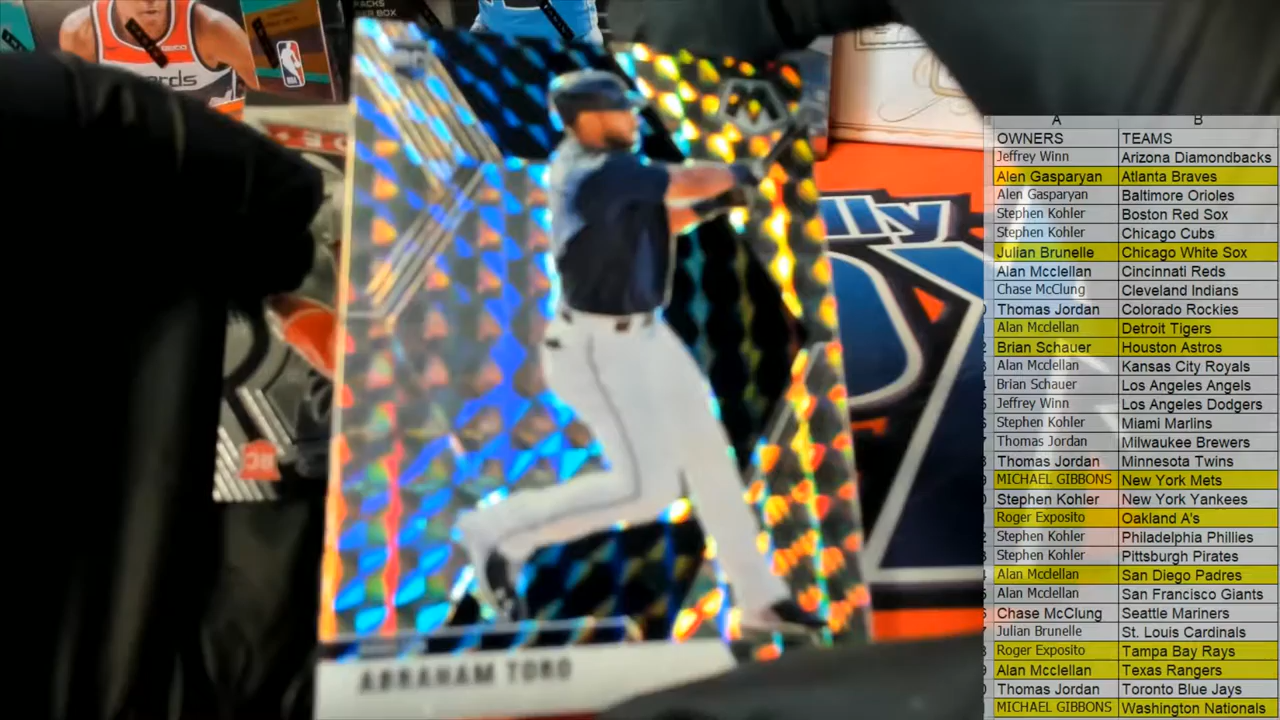 PACKS
PER BOX
GEICO
rds
NBA
RC
lly
ABRAHAM TORO
A B
OWNERS TEAMS
Jeffrey Winn Arizona Diamondbacks
Alen Gasparyan Atlanta Braves
Alen Gasparyan Baltimore Orioles
Stephen Kohler Boston Red Sox
Stephen Kohler Chicago Cubs
Julian Brunelle Chicago White Sox
Alan Mcclellan Cincinnati Reds
Chase McClung Cleveland Indians
Thomas Jordan Colorado Rockies
Alan Mcclellan Detroit Tigers
Brian Schauer Houston Astros
Alan Mcclellan Kansas City Royals
Brian Schauer Los Angeles Angels
Jeffrey Winn Los Angeles Dodgers
Stephen Kohler Miami Marlins
Thomas Jordan Milwaukee Brewers
Thomas Jordan Minnesota Twins
MICHAEL GIBBONS New York Mets
Stephen Kohler New York Yankees
Roger Exposito Oakland A's
Stephen Kohler Philadelphia Phillies
Stephen Kohler Pittsburgh Pirates
Alan Mcclellan San Diego Padres
Alan Mcclellan San Francisco Giants
Chase McClung Seattle Mariners
Julian Brunelle St. Louis Cardinals
Roger Exposito Tampa Bay Rays
Alan Mcclellan Texas Rangers
Thomas Jordan Toronto Blue Jays
MICHAEL GIBBONS Washington Nationals